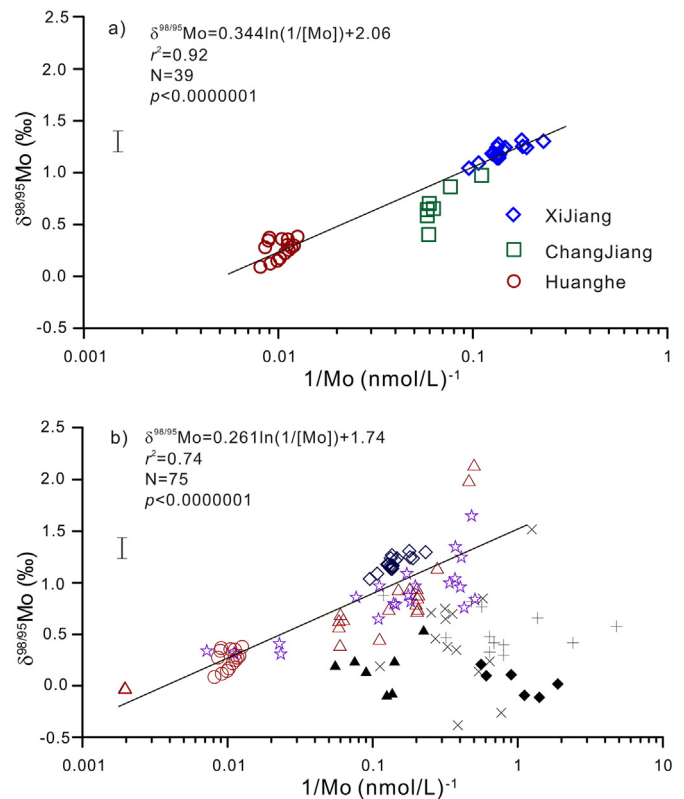 a)
δ98/95Mo=0.344ln(1/[Mo])+2.06
r2=0.92
N=39
p<0.0000001
2.5
2.0
1.5
1.0
0.5
0.0
-0.5
δ98/95Mo (‰)
XiJiang
ChangJiang
Huanghe
0.001
0.01
0.1
1
1/Mo (nmol/L)-1
b)
δ98/95Mo=0.261ln(1/[Mo])+1.74
r2=0.74
N=75
p<0.0000001
2.5
2.0
1.5
1.0
0.5
0.0
-0.5
δ98/95Mo (‰)
0.001
0.01
0.1
1
10
1/Mo (nmol/L)-1